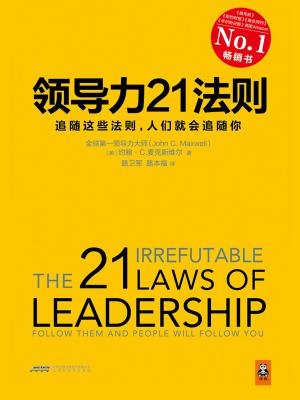 No.1
畅销书
领导力21法则
追随这些法则，人们就会追随你
全球第一领导力大师（John C. Maxwell）
［美］约翰·C.麦克斯维尔
路卫军 路本福 译
THE 21 IRREFUTABLE
LAWS OF
LEADERSHIP
FOLLOW THEM AND PEOPLE WILL FOLLOW YOU